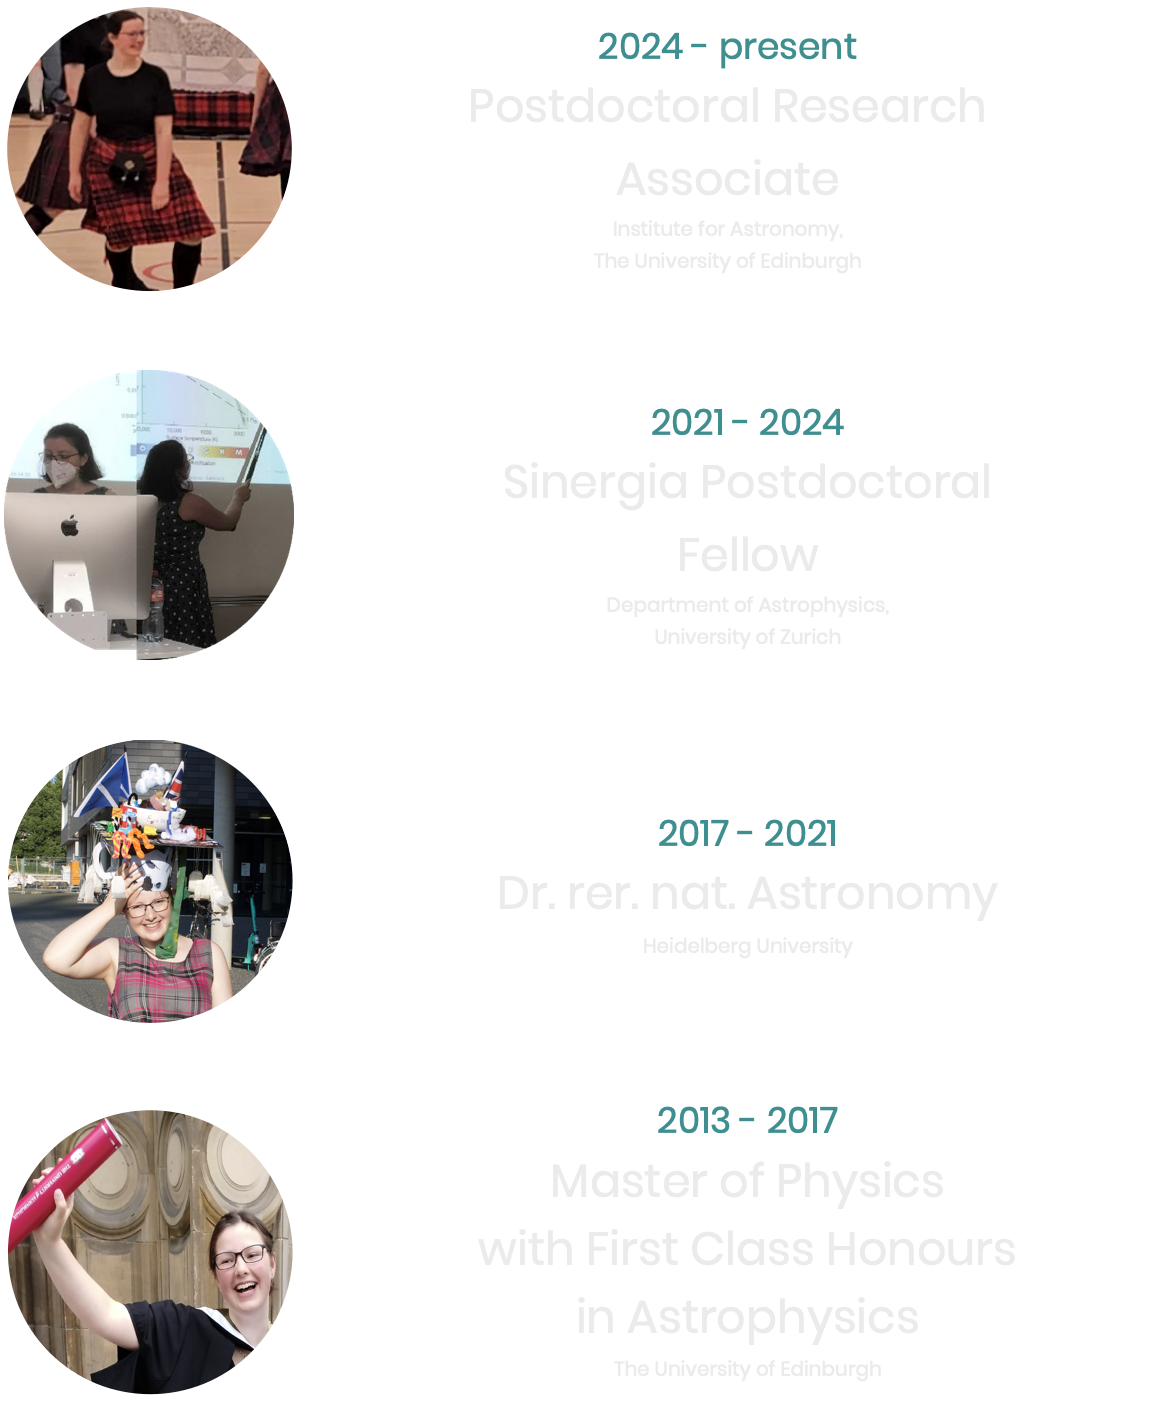 2024 - present
Postdoctoral Research
Associate
Institute for Astronomy,
The University of Edinburgh
2021 - 2024
Sinergia Postdoctoral
Fellow
Department of Astrophysics,
University of Zurich
2017 - 2021
Dr. rer. nat. Astronomy
Heidelberg University
2013 - 2017
Master of Physics
with First Class Honours
in Astrophysics
The University of Edinburgh